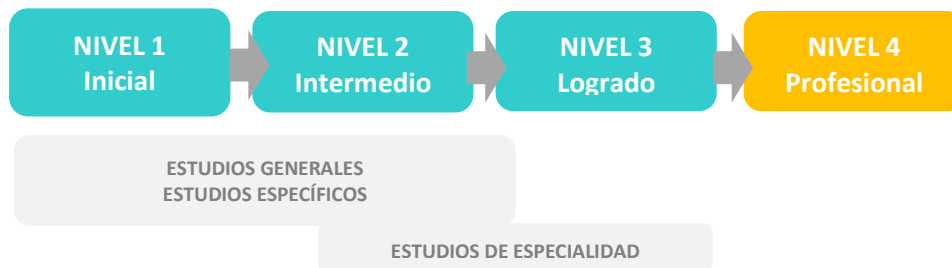 NIVEL 1
Inicial
NIVEL 2
Intermedio
NIVEL 3
Logrado
NIVEL 4
Profesional
ESTUDIOS GENERALES
ESTUDIOS ESPECÍFICOS
ESTUDIOS DE ESPECIALIDAD